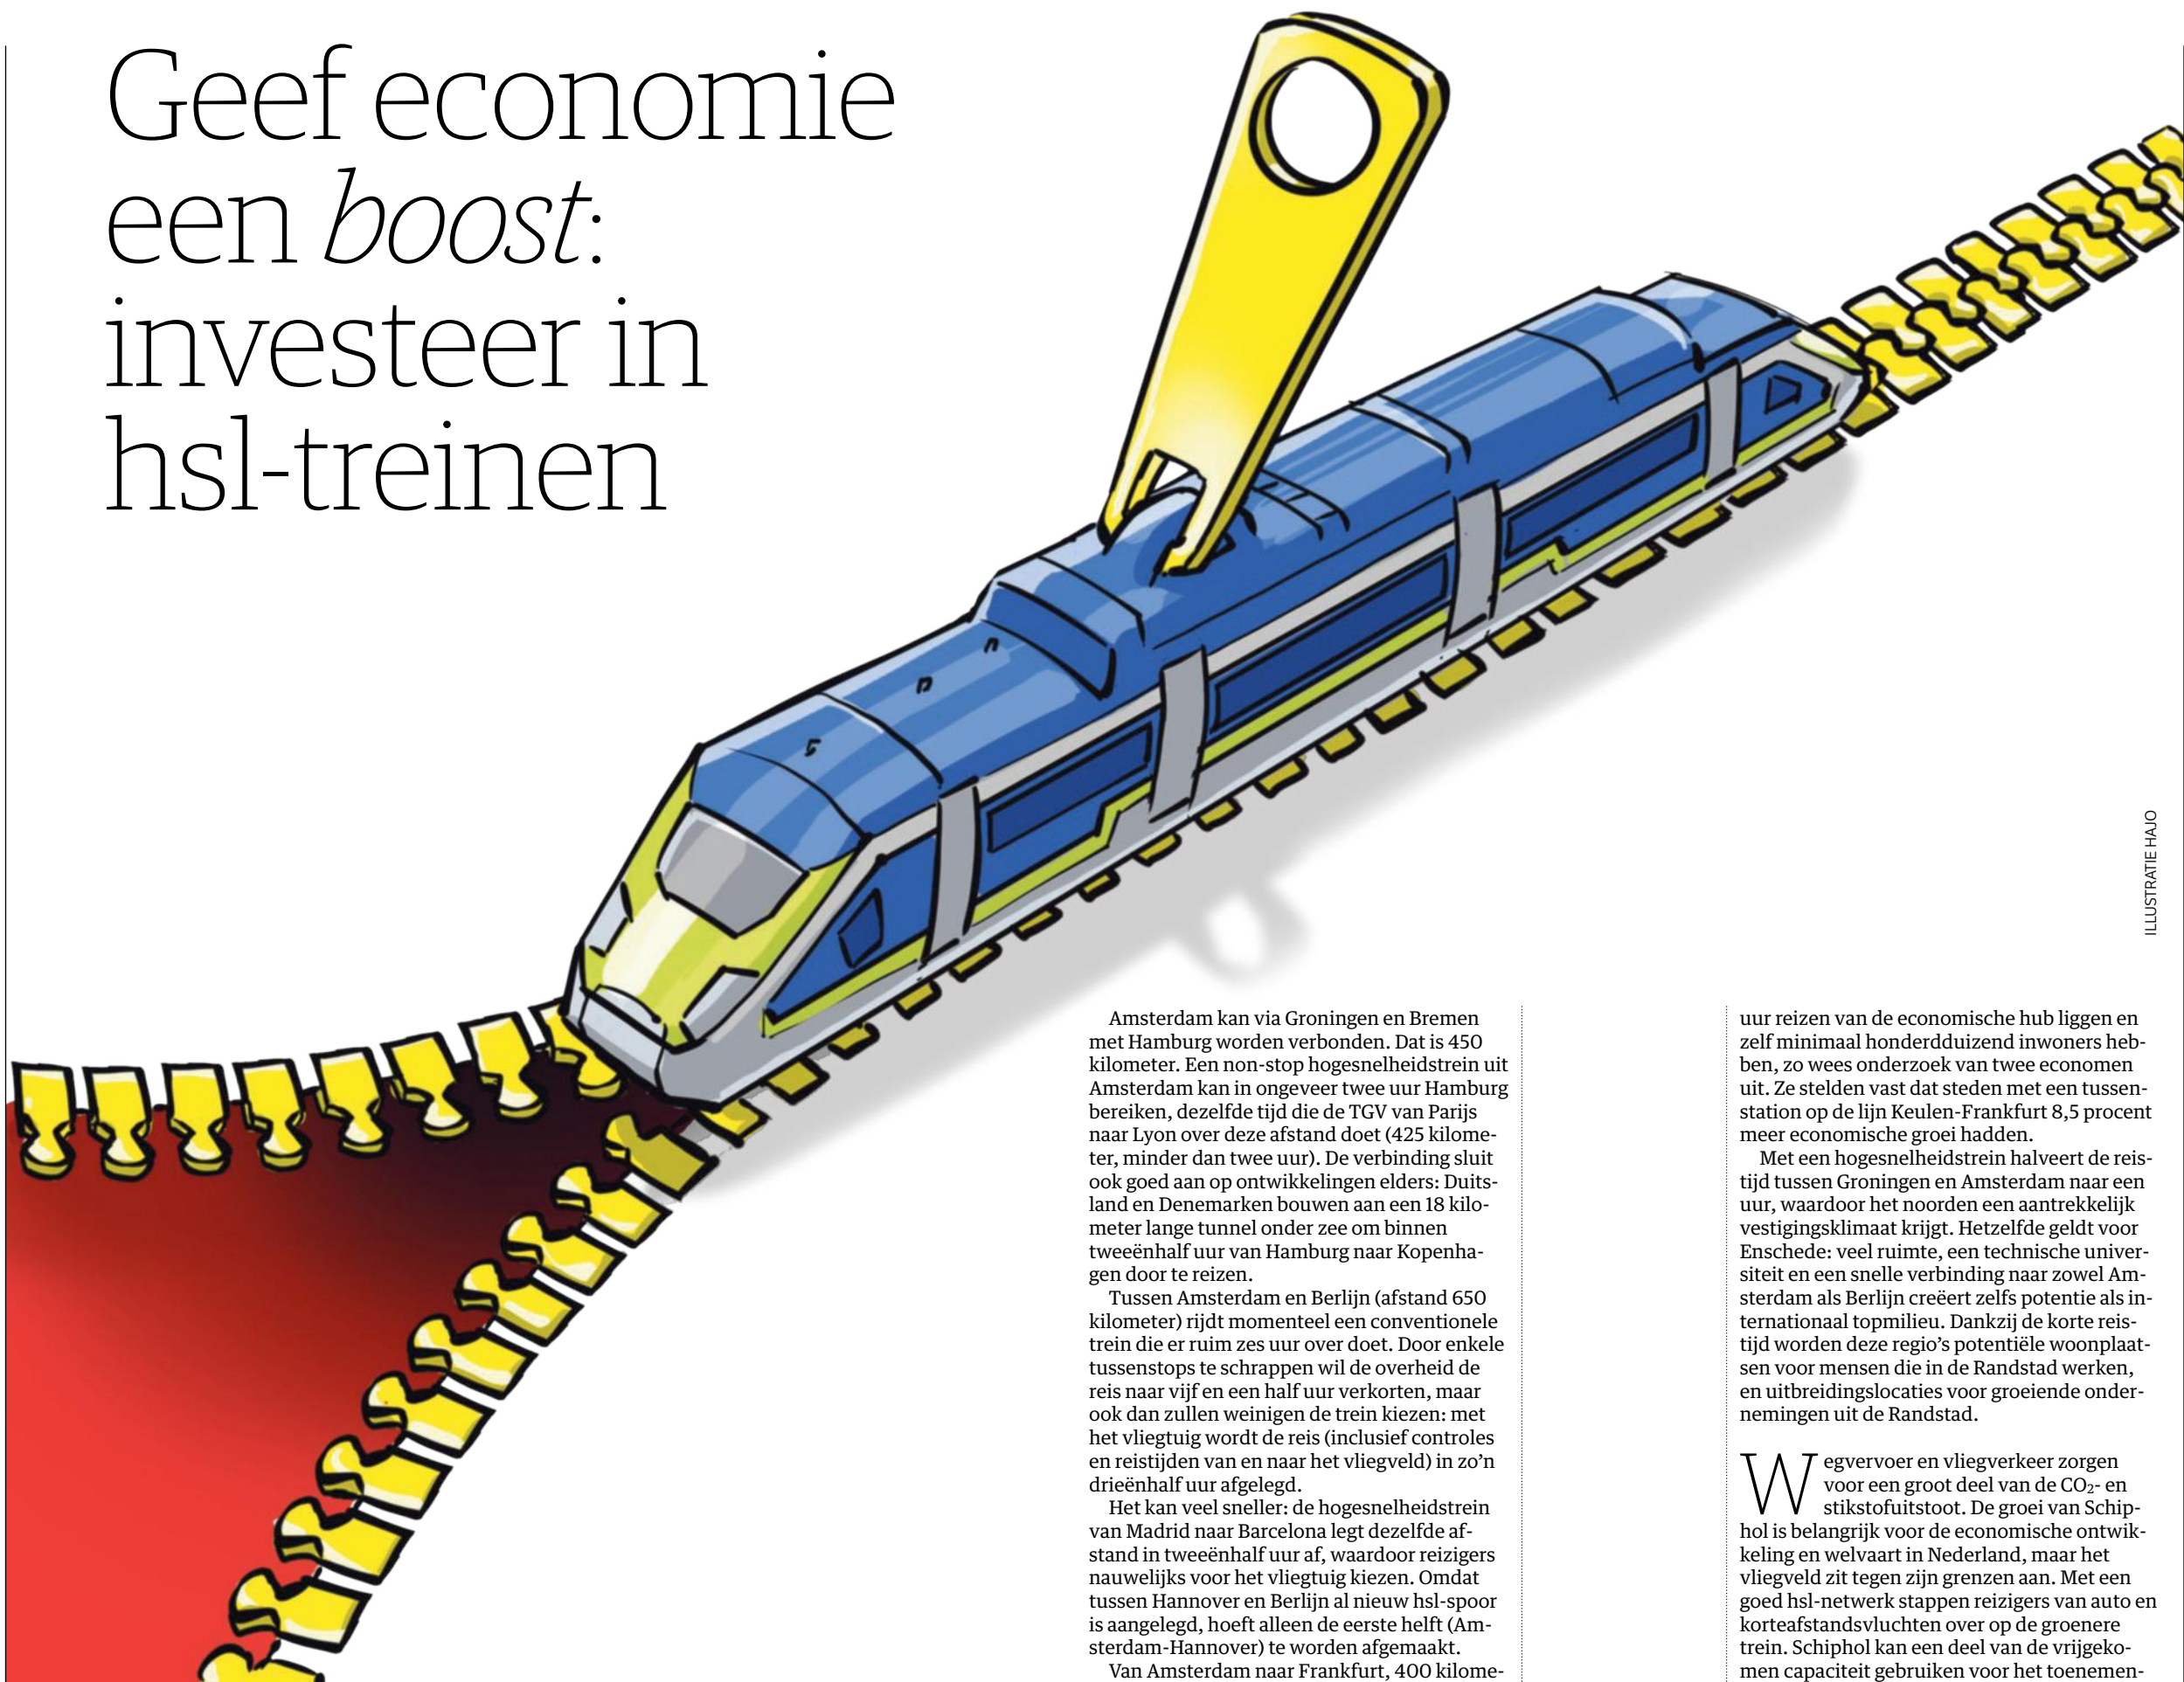 Geef economie
een boost:
investeer in
hsl-treinen
ILLUSTRATIE HAJO
Amsterdam kan via Groningen en Bremen
met Hamburg worden verbonden. Dat is 450
kilometer. Een non-stop hogesnelheidstrein uit
Amsterdam kan in ongeveer twee uur Hamburg
bereiken, dezelfde tijd die de TGV van Parijs
naar Lyon over deze afstand doet (425 kilome-
ter, minder dan twee uur). De verbinding sluit
ook goed aan op ontwikkelingen elders: Duits-
land en Denemarken bouwen aan een 18 kilo-
meter lange tunnel onder zee om binnen
tweeënhalf uur van Hamburg naar Kopenha-
gen door te reizen.
Tussen Amsterdam en Berlijn (afstand 650
kilometer) rijdt momenteel een conventionele
trein die er ruim zes uur over doet. Door enkele
tussenstops te schrappen wil de overheid de
reis naar vijf en een half uur verkorten, maar
ook dan zullen weinigen de trein kiezen: met
het vliegtuig wordt de reis (inclusief controles
en reistijden van en naar het vliegveld) in zo'n
drieënhalf uur afgelegd.
Het kan veel sneller: de hogesnelheidstrein
van Madrid naar Barcelona legt dezelfde af-
stand in tweeënhalf uur af, waardoor reizigers
nauwelijks voor het vliegtuig kiezen. Omdat
tussen Hannover en Berlijn al nieuw hsl-spoor
is aangelegd, hoeft alleen de eerste helft (Am-
sterdam-Hannover) te worden afgemaakt.
Van Amsterdam naar Frankfurt, 400 kilome-
uur reizen van de economische hub liggen en
zelf minimaal honderdduizend inwoners heb-
ben, zo wees onderzoek van twee economen
uit. Ze stelden vast dat steden met een tussen-
station op de lijn Keulen-Frankfurt 8,5 procent
meer economische groei hadden.
Met een hogesnelheidstrein halveert de reis-
tijd tussen Groningen en Amsterdam naar een
uur, waardoor het noorden een aantrekkelijk
vestigingsklimaat krijgt. Hetzelfde geldt voor
Enschede: veel ruimte, een technische univer-
siteit en een snelle verbinding naar zowel Am-
sterdam als Berlijn creëert zelfs potentie als in-
ternationaal topmilieu. Dankzij de korte reis-
tijd worden deze regio's potentiële woonplaat-
sen voor mensen die in de Randstad werken,
en uitbreidingslocaties voor groeiende onder-
nemingen uit de Randstad.
Wegvervoer en vliegverkeer zorgen
voor een groot deel van de CO₂- en
stikstofuitstoot. De groei van Schip-
hol is belangrijk voor de economische ontwik-
keling en welvaart in Nederland, maar het
vliegveld zit tegen zijn grenzen aan. Met een
goed hsl-netwerk stappen reizigers van auto en
korteafstandsvluchten over op de groenere
trein. Schiphol kan een deel van de vrijgeko-
men capaciteit gebruiken voor het toenemen-